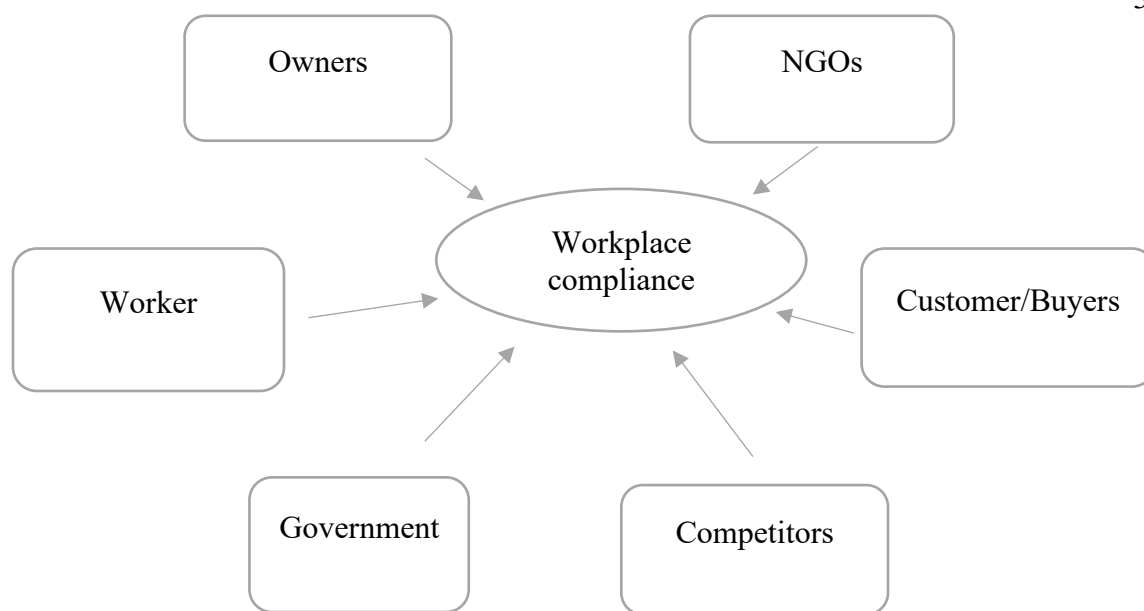 Owners
NGOs
Workplace
compliance
Worker
Customer/Buyers
Government
Competitors